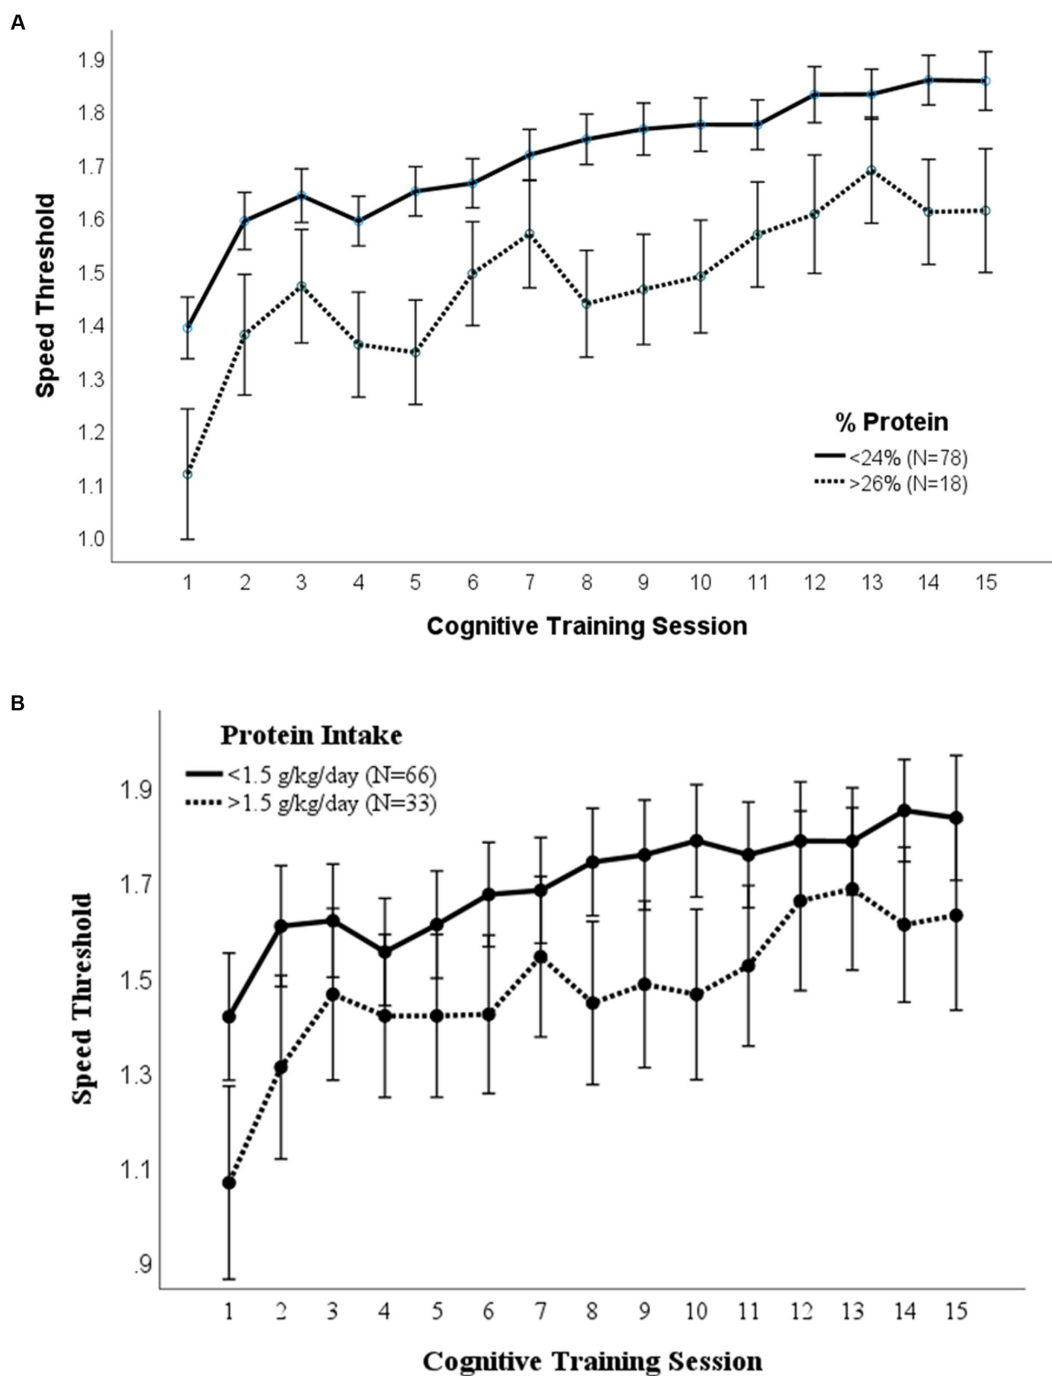 A
Speed Threshold
1.9
1.8
1.7
1.6
1.5
1.4
1.3
1.2
1.1
1.0
% Protein
<24% (N=78)
>26% (N=18)
1 2 3 4 5 6 7 8 9 10 11 12 13 14 15
Cognitive Training Session
B
Protein Intake
<1.5 g/kg/day (N=66)
>1.5 g/kg/day (N=33)
Speed Threshold
1.9
1.7
1.5
1.3
1.1
.9
1 2 3 4 5 6 7 8 9 10 11 12 13 14 15
Cognitive Training Session